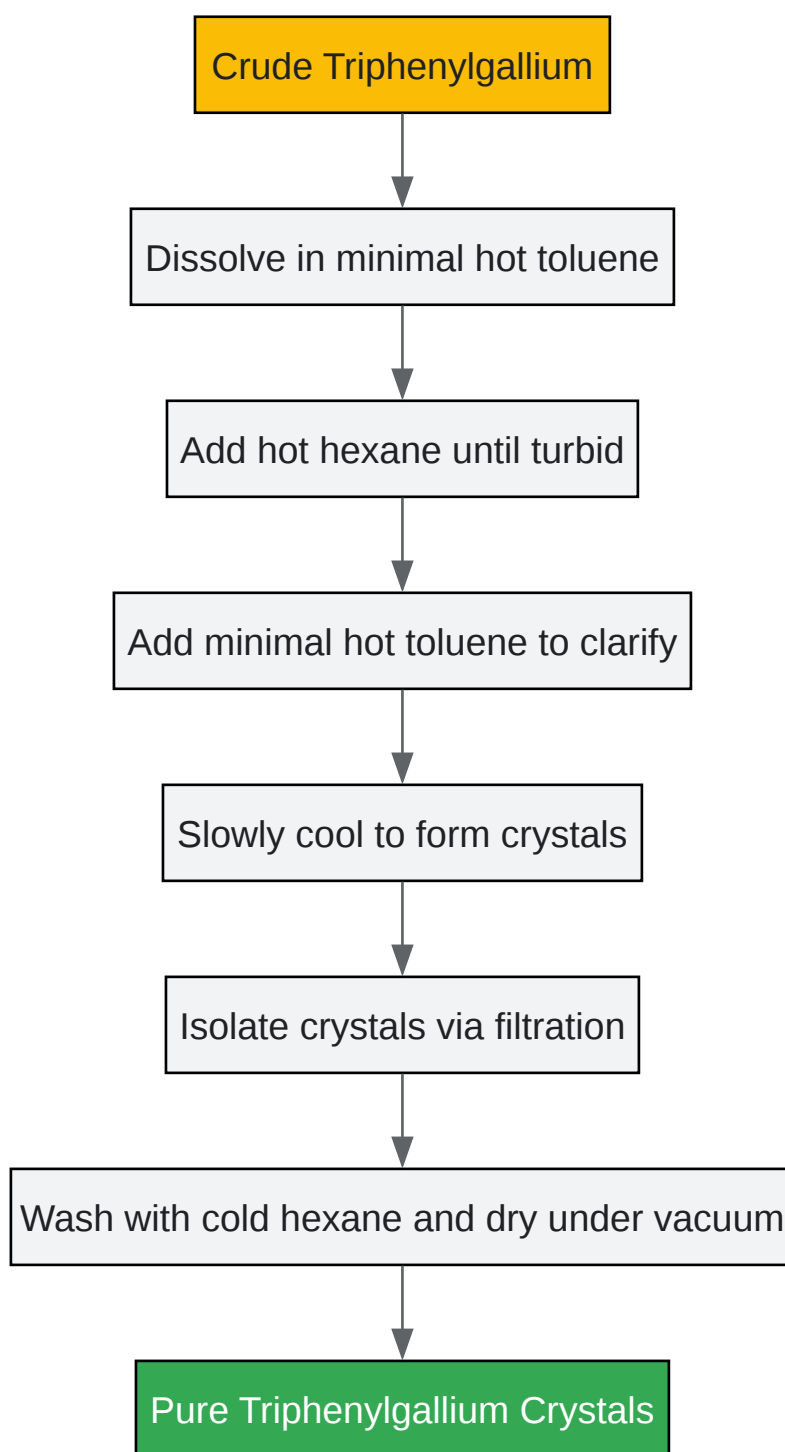 Crude Triphenylgallium
Dissolve in minimal hot toluene
Add hot hexane until turbid
Add minimal hot toluene to clarify
Slowly cool to form crystals
Isolate crystals via filtration
Wash with cold hexane and dry under vacuum
Pure Triphenylgallium Crystals